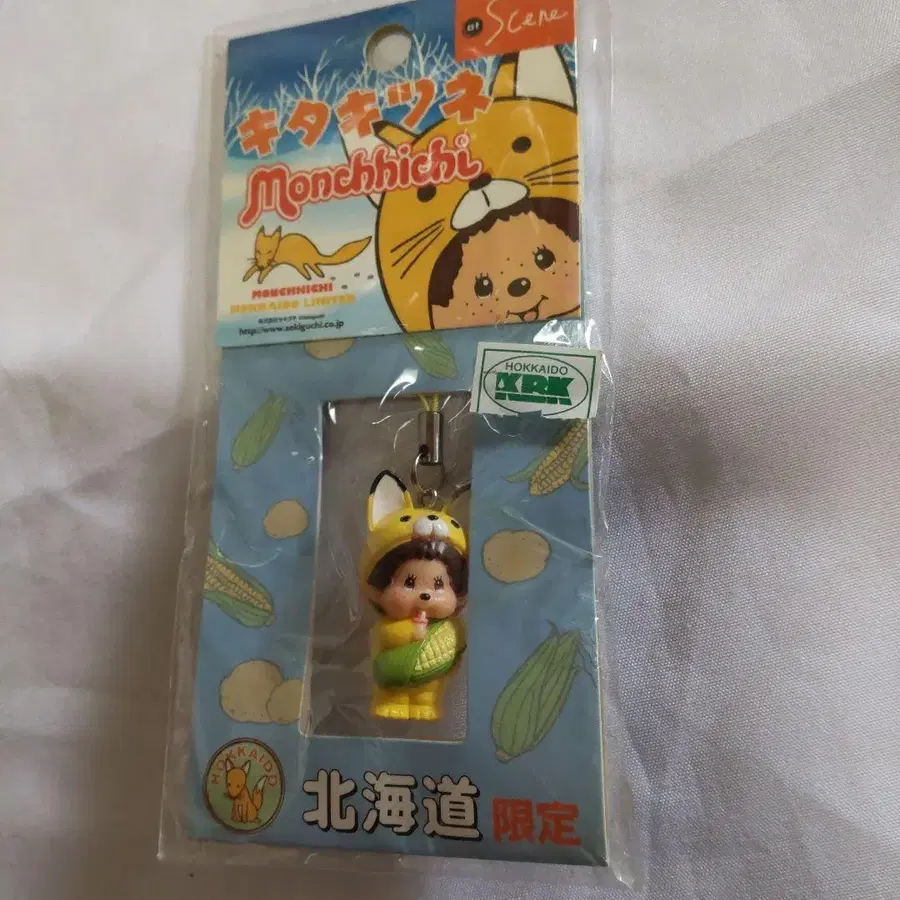 at Scene
キタキツネ
Monchhichi
MONCHHICHI
HOKKAIDO LIMITED
http://www.sekiguchi.co.jp
HOKKAIDO
KRK
HOKKAIDO
北海道 限定